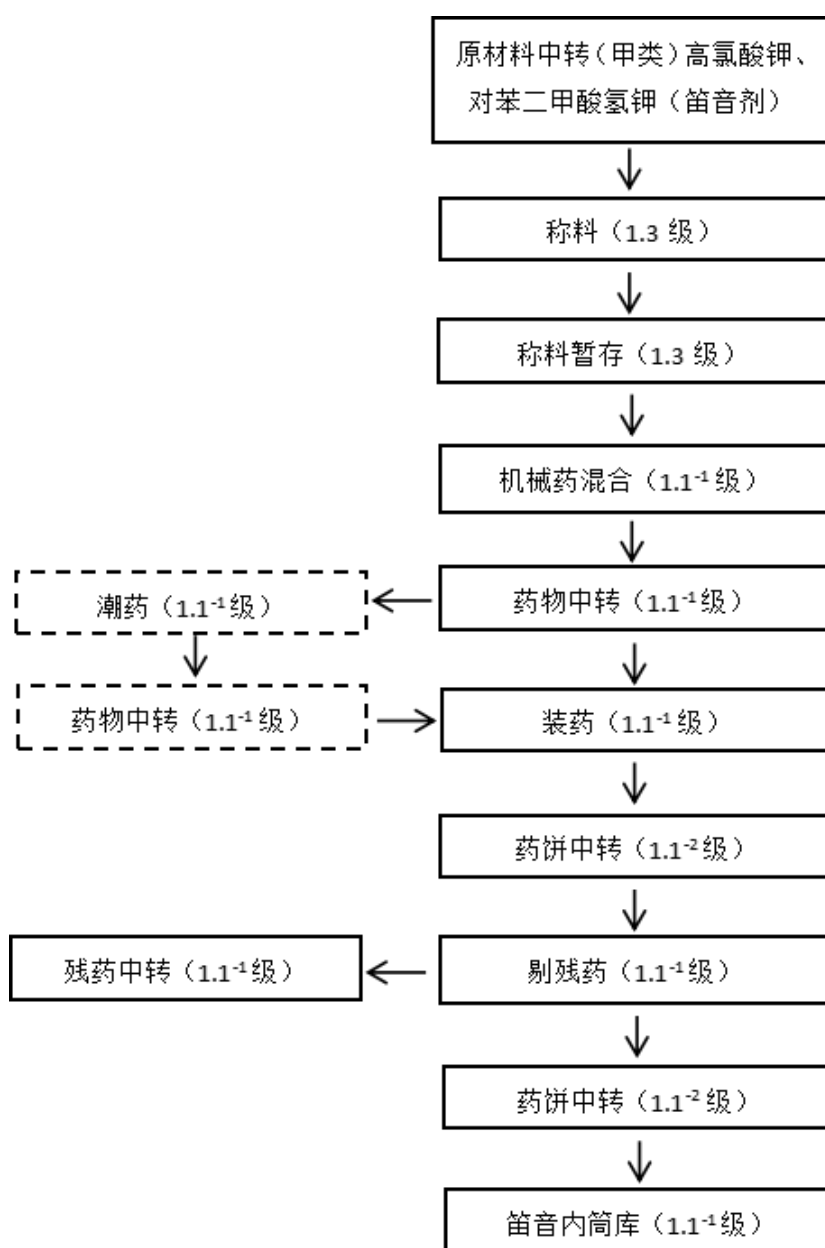 原材料中转（甲类）高氯酸钾、
对苯二甲酸氢钾（笛音剂）
称料（1.3 级）
称料暂存（1.3 级）
机械药混合（1.1⁻¹ 级）
潮药（1.1⁻¹级）
药物中转（1.1⁻¹级）
药物中转（1.1⁻¹级）
装药（1.1⁻¹级）
药饼中转（1.1⁻²级）
残药中转（1.1⁻¹级）
剔残药（1.1⁻¹级）
药饼中转（1.1⁻² 级）
笛音内筒库（1.1⁻¹级）